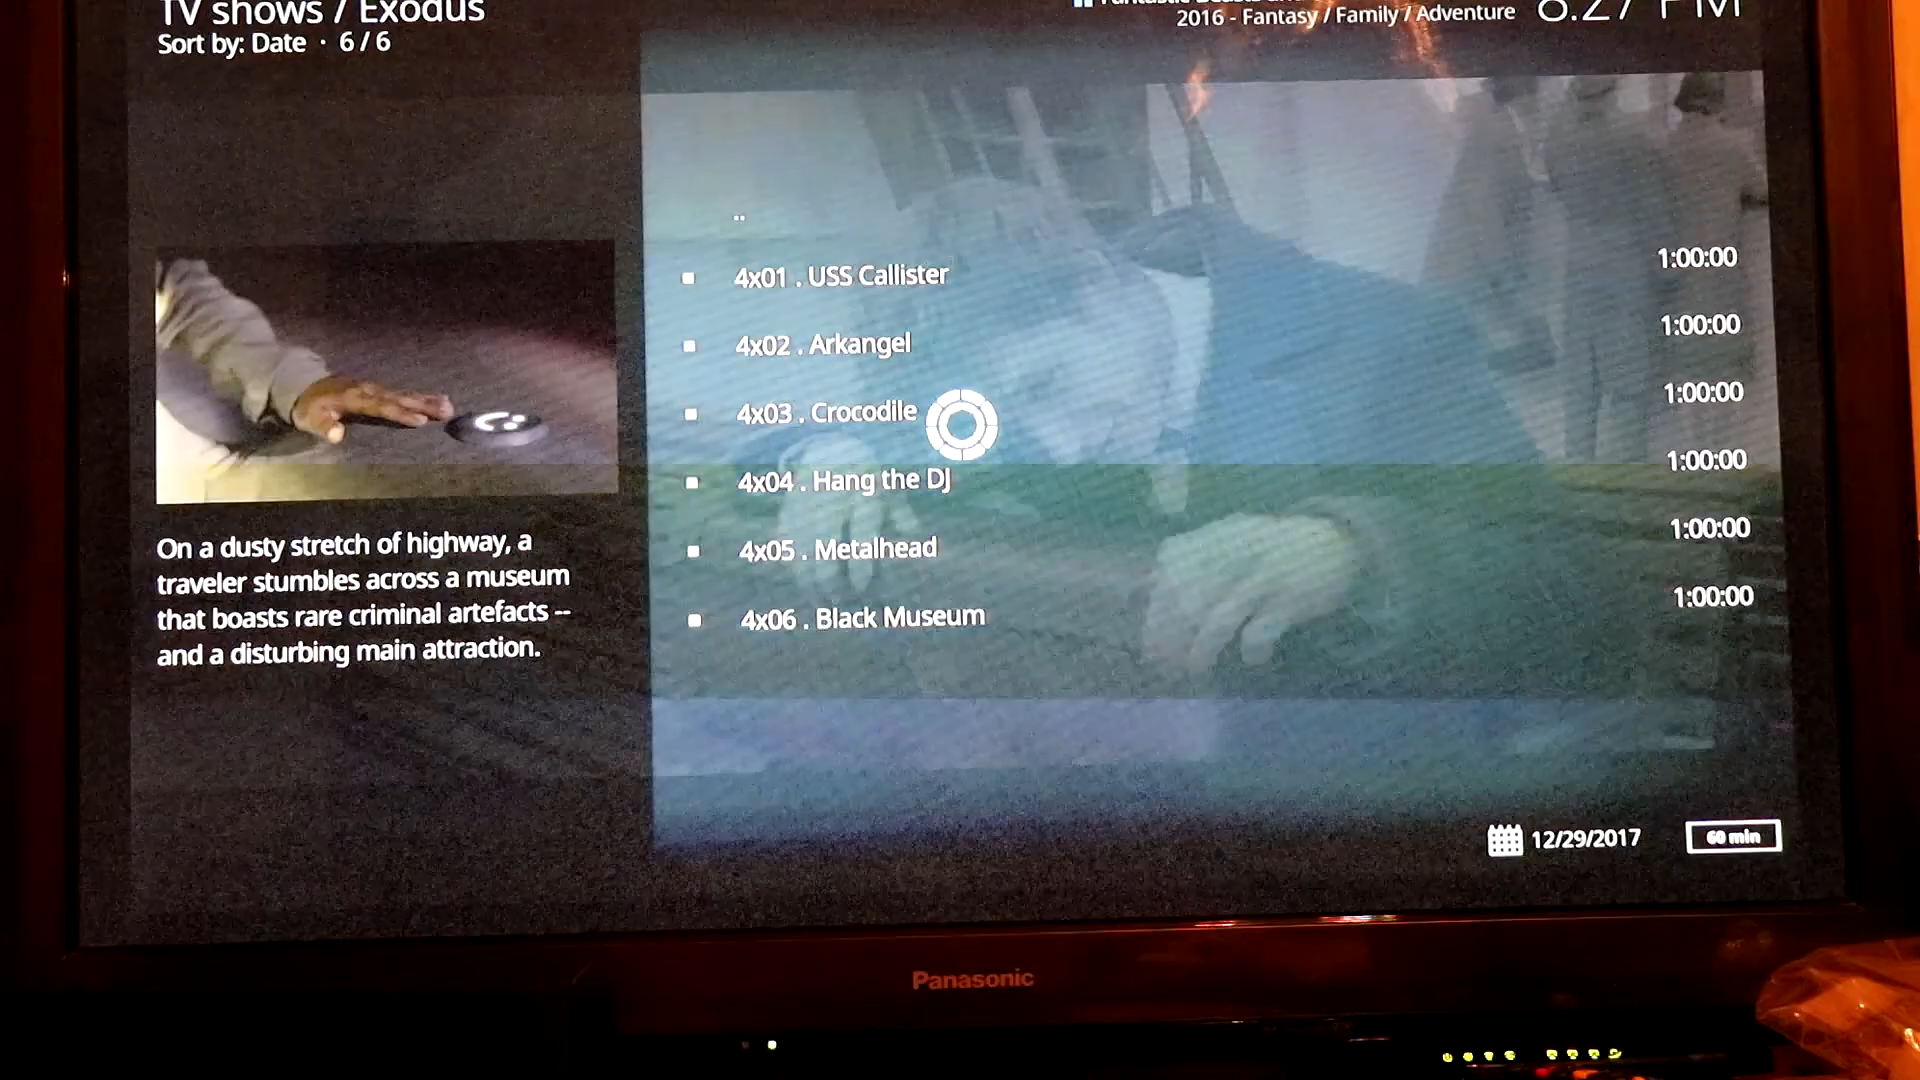 TV shows / Exodus
Sort by: Date · 6 / 6
2016 - Fantasy / Family / Adventure
8:27 PM
..
4x01 . USS Callister 1:00:00
4x02 . Arkangel 1:00:00
4x03 . Crocodile 1:00:00
4x04 . Hang the DJ 1:00:00
4x05 . Metalhead 1:00:00
4x06 . Black Museum 1:00:00
On a dusty stretch of highway, a
traveler stumbles across a museum
that boasts rare criminal artefacts --
and a disturbing main attraction.
12/29/2017
60 min
Panasonic